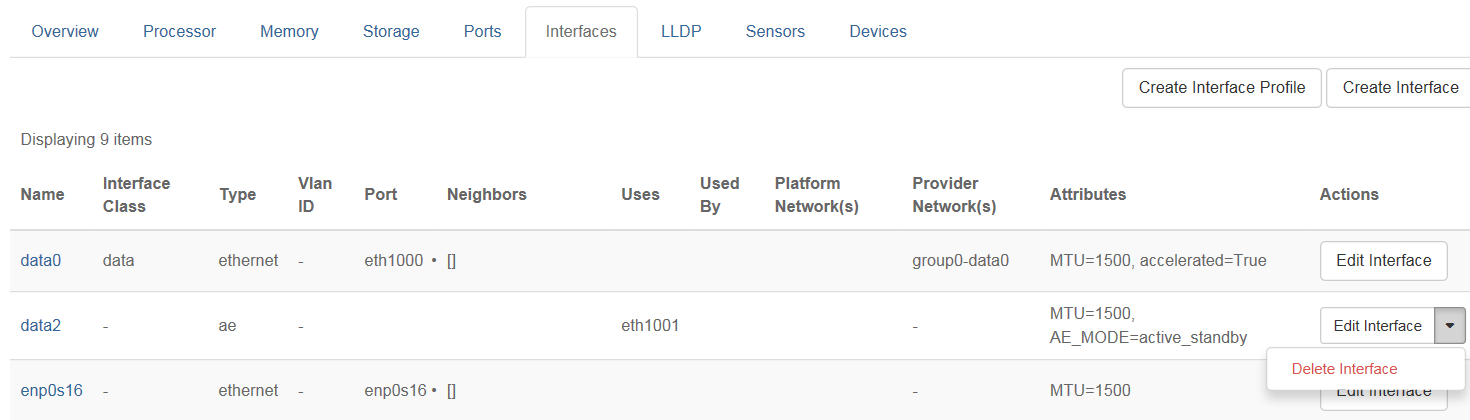 Overview Processor Memory Storage Ports Interfaces LLDP Sensors Devices
Create Interface Profile Create Interface
Displaying 9 items
Name Interface Class Type Vlan ID Port Neighbors Uses Used By Platform Network(s) Provider Network(s) Attributes Actions
data0 data ethernet - eth1000 • [] group0-data0 MTU=1500, accelerated=True Edit Interface
data2 - ae - eth1001 - MTU=1500, AE_MODE=active_standby Edit Interface
Delete Interface
enp0s16 - ethernet - enp0s16 • [] - MTU=1500 Edit Interface